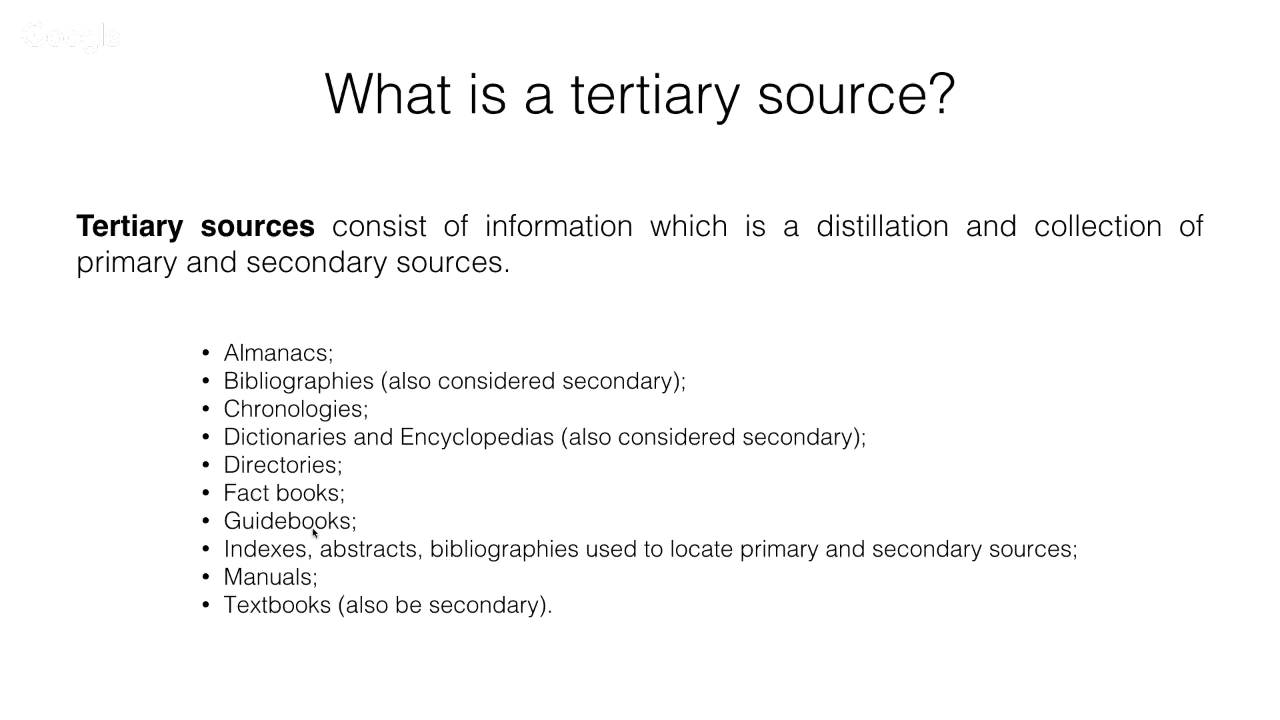 Google
What is a tertiary source?
Tertiary sources consist of information which is a distillation and collection of
primary and secondary sources.
• Almanacs;
• Bibliographies (also considered secondary);
• Chronologies;
• Dictionaries and Encyclopedias (also considered secondary);
• Directories;
• Fact books;
• Guidebooks;
• Indexes, abstracts, bibliographies used to locate primary and secondary sources;
• Manuals;
• Textbooks (also be secondary).